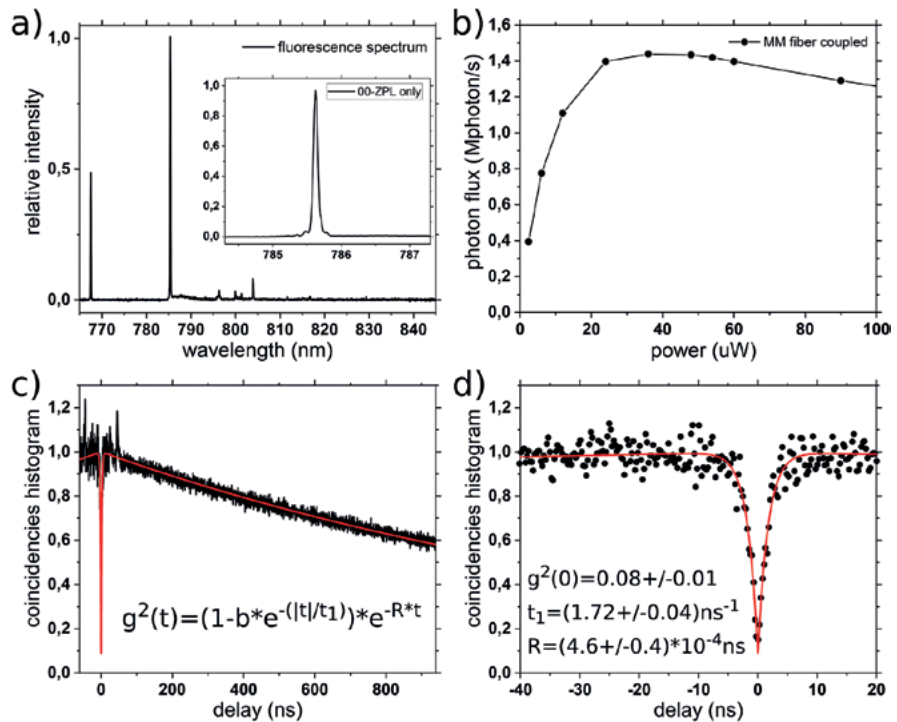 a)
fluorescence spectrum
relative intensity
1,0
0,5
0,0
00-ZPL only
1,0
0,8
0,6
0,4
0,2
0,0
785 786 787
770 780 790 800 810 820 830 840
wavelength (nm)
b)
MM fiber coupled
photon flux (Mphoton/s)
1,6
1,4
1,2
1,0
0,8
0,6
0,4
0,2
0,0
0 20 40 60 80 100
power (uW)
c)
coincidencies histogram
1,2
1,0
0,8
0,6
0,4
0,2
0,0
g²(t)=(1-b*e^-(|t|/t₁))*e^-R*t
0 200 400 600 800
delay (ns)
d)
coincidencies histogram
1,2
1,0
0,8
0,6
0,4
0,2
0,0
g²(0)=0.08+/-0.01
t₁=(1.72+/-0.04)ns⁻¹
R=(4.6+/-0.4)*10⁻⁴ns
-40 -30 -20 -10 0 10 20
delay (ns)